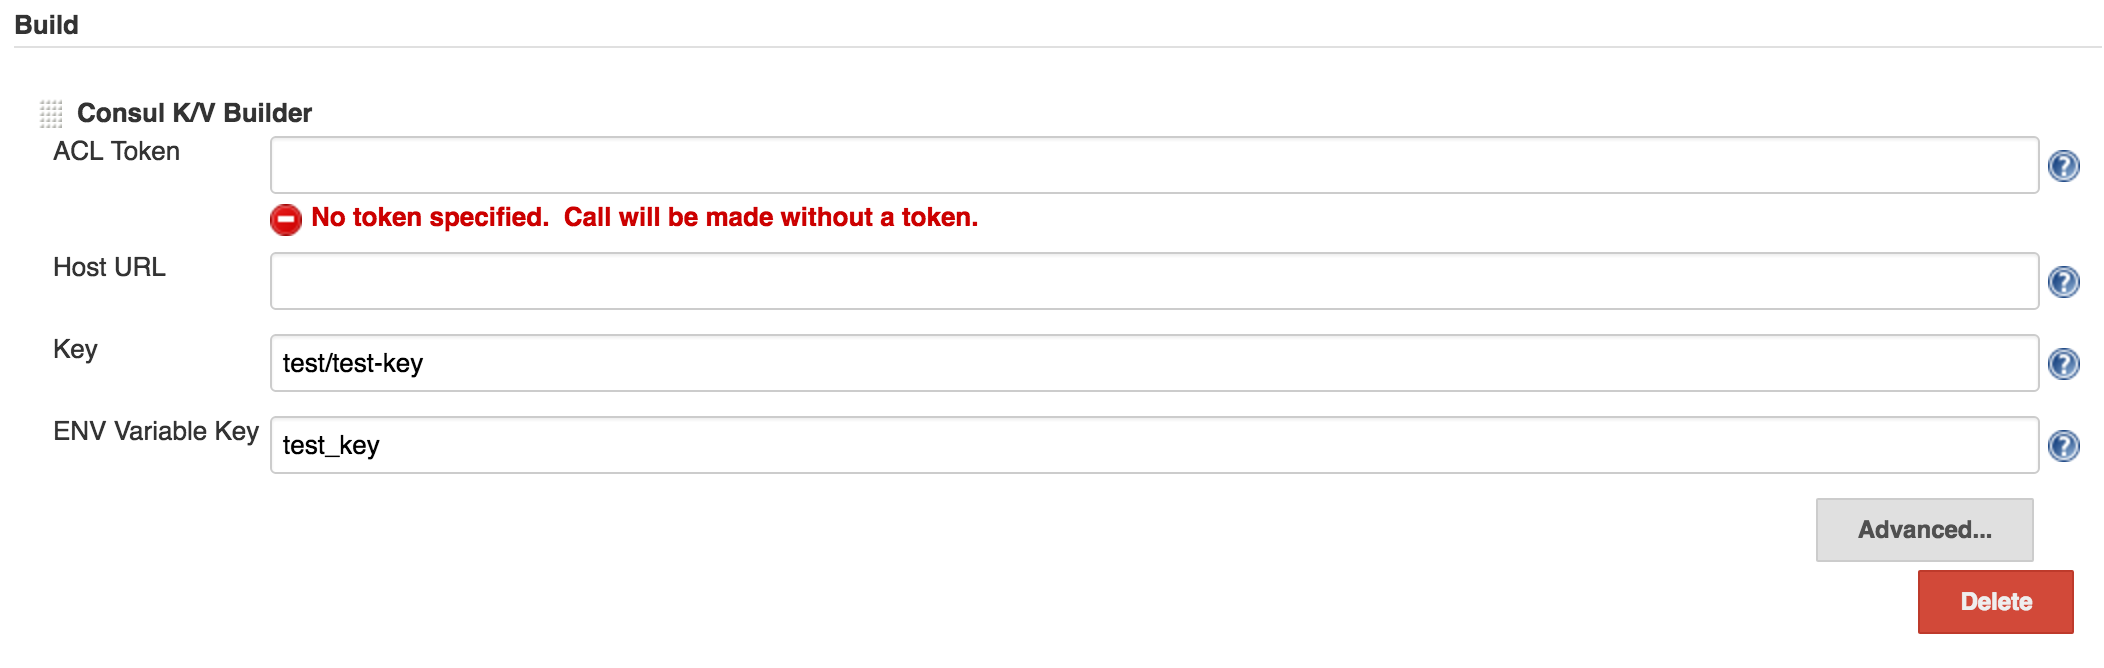 Build
Consul K/V Builder
ACL Token
No token specified.  Call will be made without a token.
Host URL
Key
test/test-key
ENV Variable Key
test_key
Advanced...
Delete